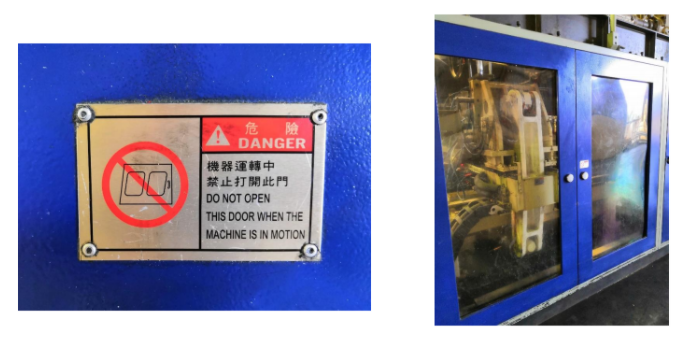 危 險
DANGER
機器運轉中
禁止打開此門
DO NOT OPEN
THIS DOOR WHEN THE
MACHINE IS IN MOTION